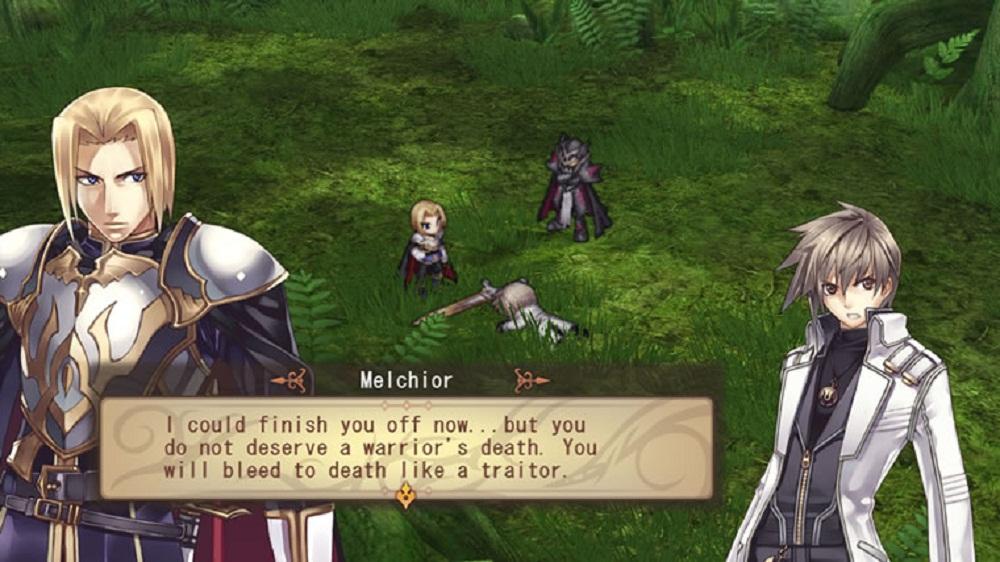 Melchior
I could finish you off now...but you
do not deserve a warrior's death. You
will bleed to death like a traitor.